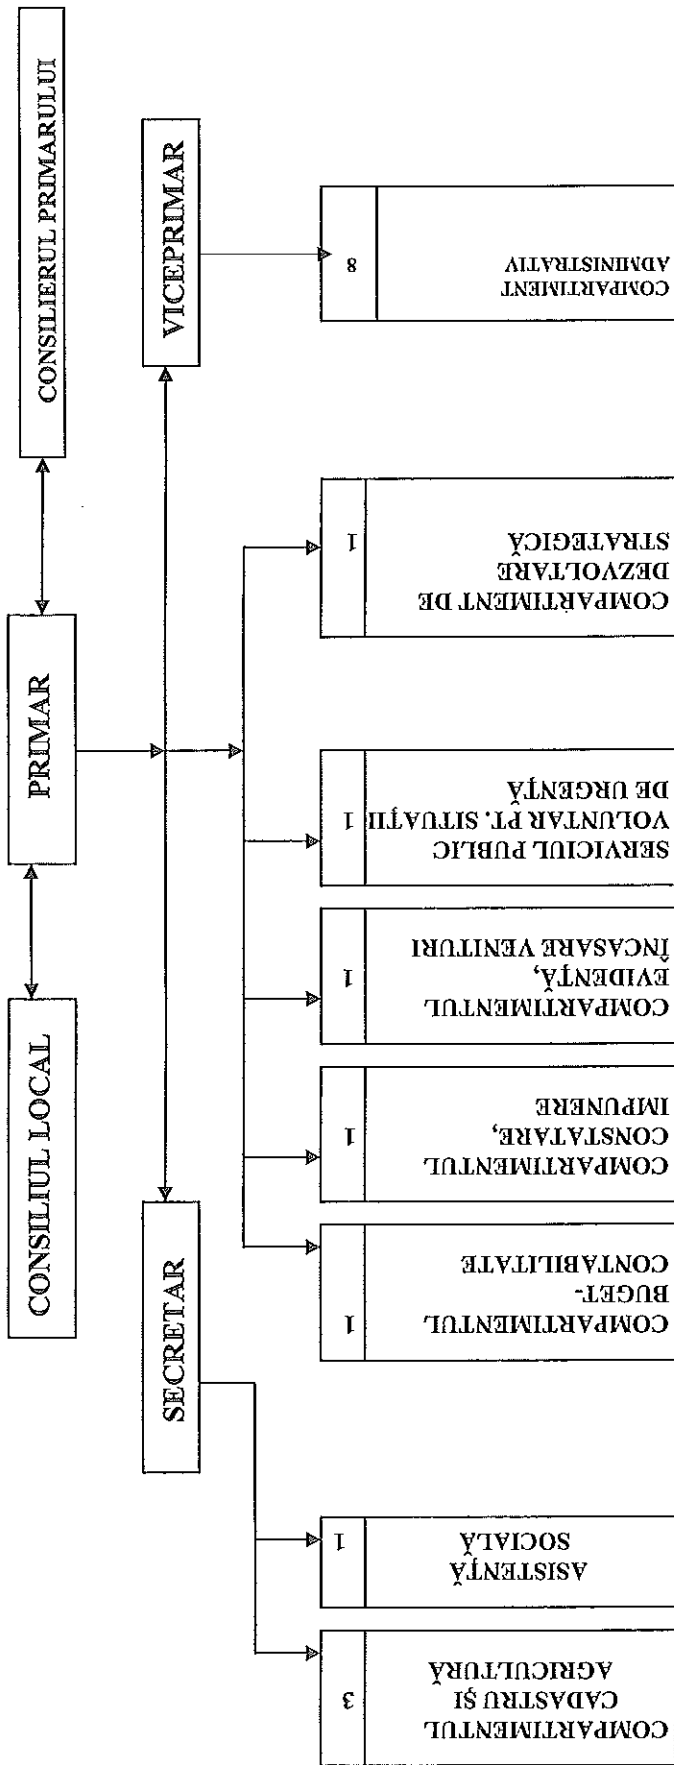 CONSILIUL LOCAL
PRIMAR
CONSILIERUL PRIMARULUI
SECRETAR
VICEPRIMAR
3
COMPARTIMENTUL
CADASTRU ȘI
AGRICULTURĂ
1
ASISTENȚĂ
SOCIALĂ
1
COMPARTIMENTUL
BUGET-
CONTABILITATE
1
COMPARTIMENTUL
CONSTATARE,
IMPUNERE
1
COMPARTIMENTUL
EVIDENȚĂ,
ÎNCASARE VENITURI
1
SERVICIUL PUBLIC
VOLUNTAR PT. SITUAȚII
DE URGENȚĂ
1
COMPARTIMENT DE
DEZVOLTARE
STRATEGICĂ
8
COMPARTIMENT
ADMINISTRATIV